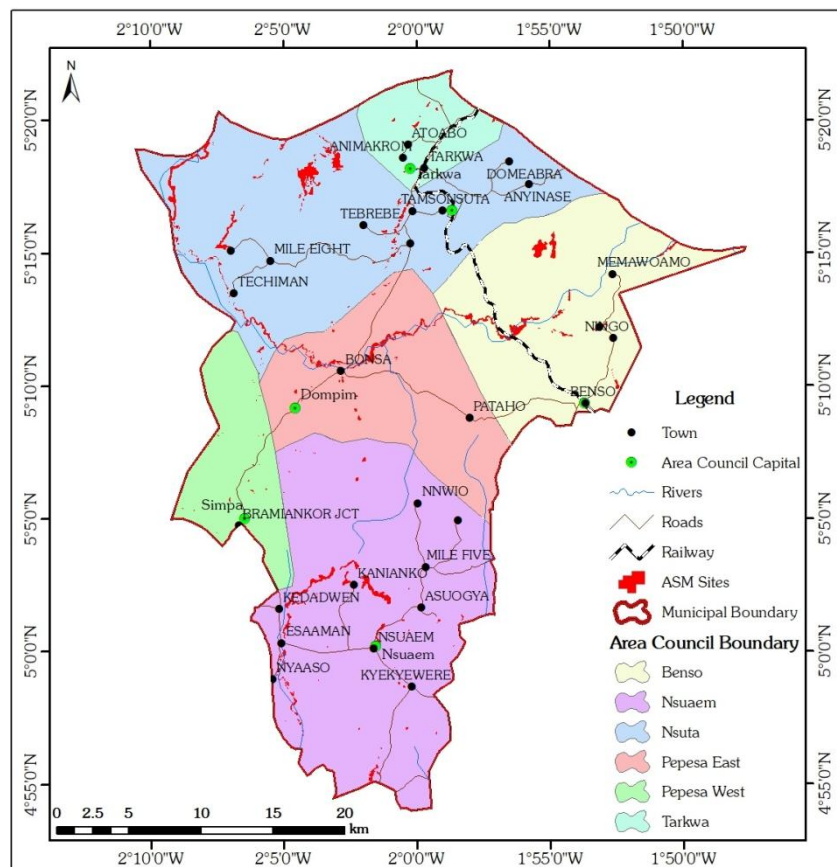 2°10'0"W 2°5'0"W 2°0'0"W 1°55'0"W 1°50'0"W
N
5°20'0"N 5°20'0"N
ATOABO
ANIMAKROM
TARKWA
Tarkwa
DOMEABRA
ANYINASE
TAMSONSUTA
TEBREBE
5°15'0"N 5°15'0"N
MILE EIGHT
MEMAWOAMO
TECHIMAN
NINGO
BONSA
5°10'0"N 5°10'0"N
BENSO
Dompim
PATAHO
Legend
Town
Area Council Capital
Rivers
Roads
Railway
ASM Sites
Municipal Boundary
Area Council Boundary
Benso
Nsuaem
Nsuta
Pepesa East
Pepesa West
Tarkwa
NNWIO
Simpa
BRAMIANKOR JCT
5°5'0"N 5°5'0"N
MILE FIVE
KANIANKO
KEDADWEN
ASUOGYA
ESAAMAN
NSUAEM
5°0'0"N 5°0'0"N
Nsuaem
NYAASO
KYEKYEWERE
4°55'0"N 4°55'0"N
0 2.5 5 10 15 20
km
2°10'0"W 2°5'0"W 2°0'0"W 1°55'0"W 1°50'0"W